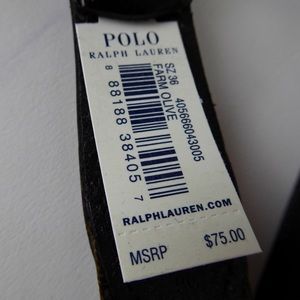 POLO
RALPH LAUREN
SZ 36 405666043005
FARM OLIVE
8 88188 38405 7
RALPHLAUREN.COM
MSRP $75.00